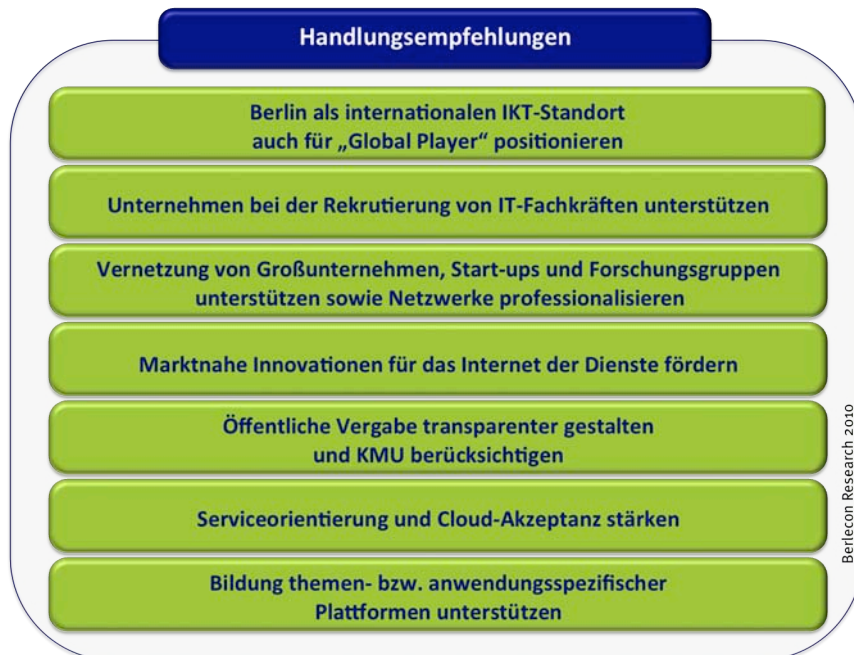 Handlungsempfehlungen
Berlin als internationalen IKT-Standort
auch für „Global Player“ positionieren
Unternehmen bei der Rekrutierung von IT-Fachkräften unterstützen
Vernetzung von Großunternehmen, Start-ups und Forschungsgruppen
unterstützen sowie Netzwerke professionalisieren
Marktnahe Innovationen für das Internet der Dienste fördern
Öffentliche Vergabe transparenter gestalten
und KMU berücksichtigen
Serviceorientierung und Cloud-Akzeptanz stärken
Bildung themen- bzw. anwendungsspezifischer
Plattformen unterstützen
Berlecon Research 2010